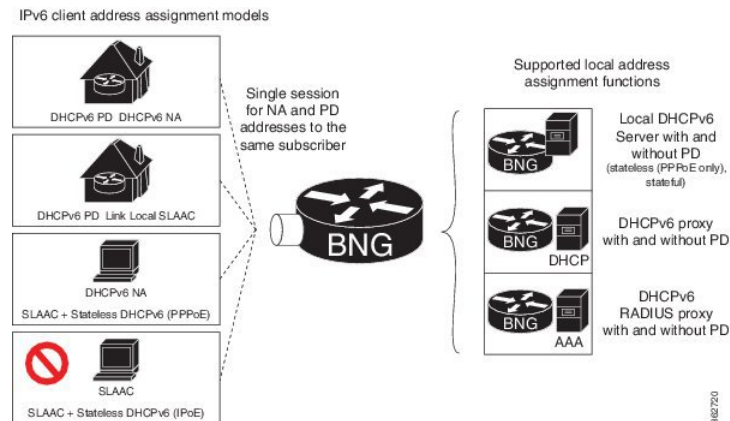 IPv6 client address assignment models
DHCPv6 PD DHCPv6 NA
DHCPv6 PD Link Local SLAAC
DHCPv6 NA
SLAAC + Stateless DHCPv6 (PPPoE)
SLAAC
SLAAC + Stateless DHCPv6 (IPoE)
Single session
for NA and PD
addresses to the
same subscriber
BNG
Supported local address
assignment functions
BNG
Local DHCPv6
Server with and
without PD
(stateless (PPPoE only),
stateful)
BNG
DHCP
DHCPv6 proxy
with and without PD
BNG
AAA
DHCPv6
RADIUS proxy
with and without PD